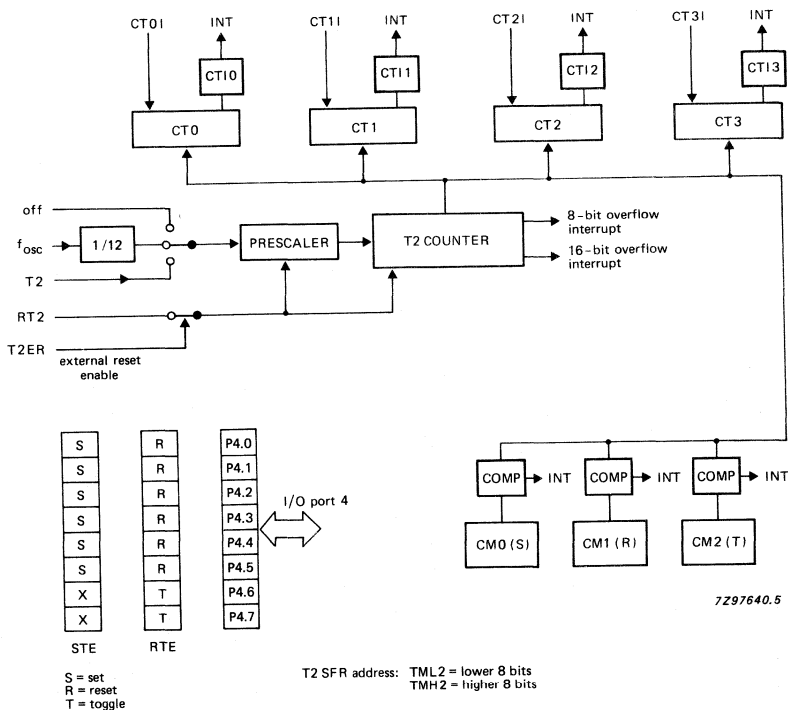 CT0I INT CT1I INT CT2I INT CT3I INT
CTI0 CTI1 CTI2 CTI3
CT0 CT1 CT2 CT3
off
fosc
1/12
PRESCALER
T2 COUNTER
8-bit overflow
interrupt
16-bit overflow
interrupt
T2
RT2
T2ER
external reset
enable
S R P4.0
S R P4.1
S R P4.2
S R P4.3
S R P4.4
S R P4.5
X T P4.6
X T P4.7
STE RTE
I/O port 4
COMP INT COMP INT COMP INT
CM0 (S) CM1 (R) CM2 (T)
7Z97640.5
S = set
R = reset
T = toggle
T2 SFR address: TML2 = lower 8 bits
TMH2 = higher 8 bits